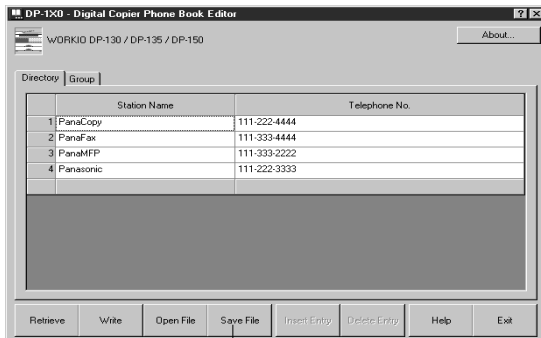 DP-1X0 - Digital Copier Phone Book Editor
WORKIO DP-130 / DP-135 / DP-150
About...
Directory Group
Station Name Telephone No.
1 PanaCopy 111-222-4444
2 PanaFax 111-333-4444
3 PanaMFP 111-333-2222
4 Panasonic 111-222-3333
Retrieve Write Open File Save File Insert Entry Delete Entry Help Exit